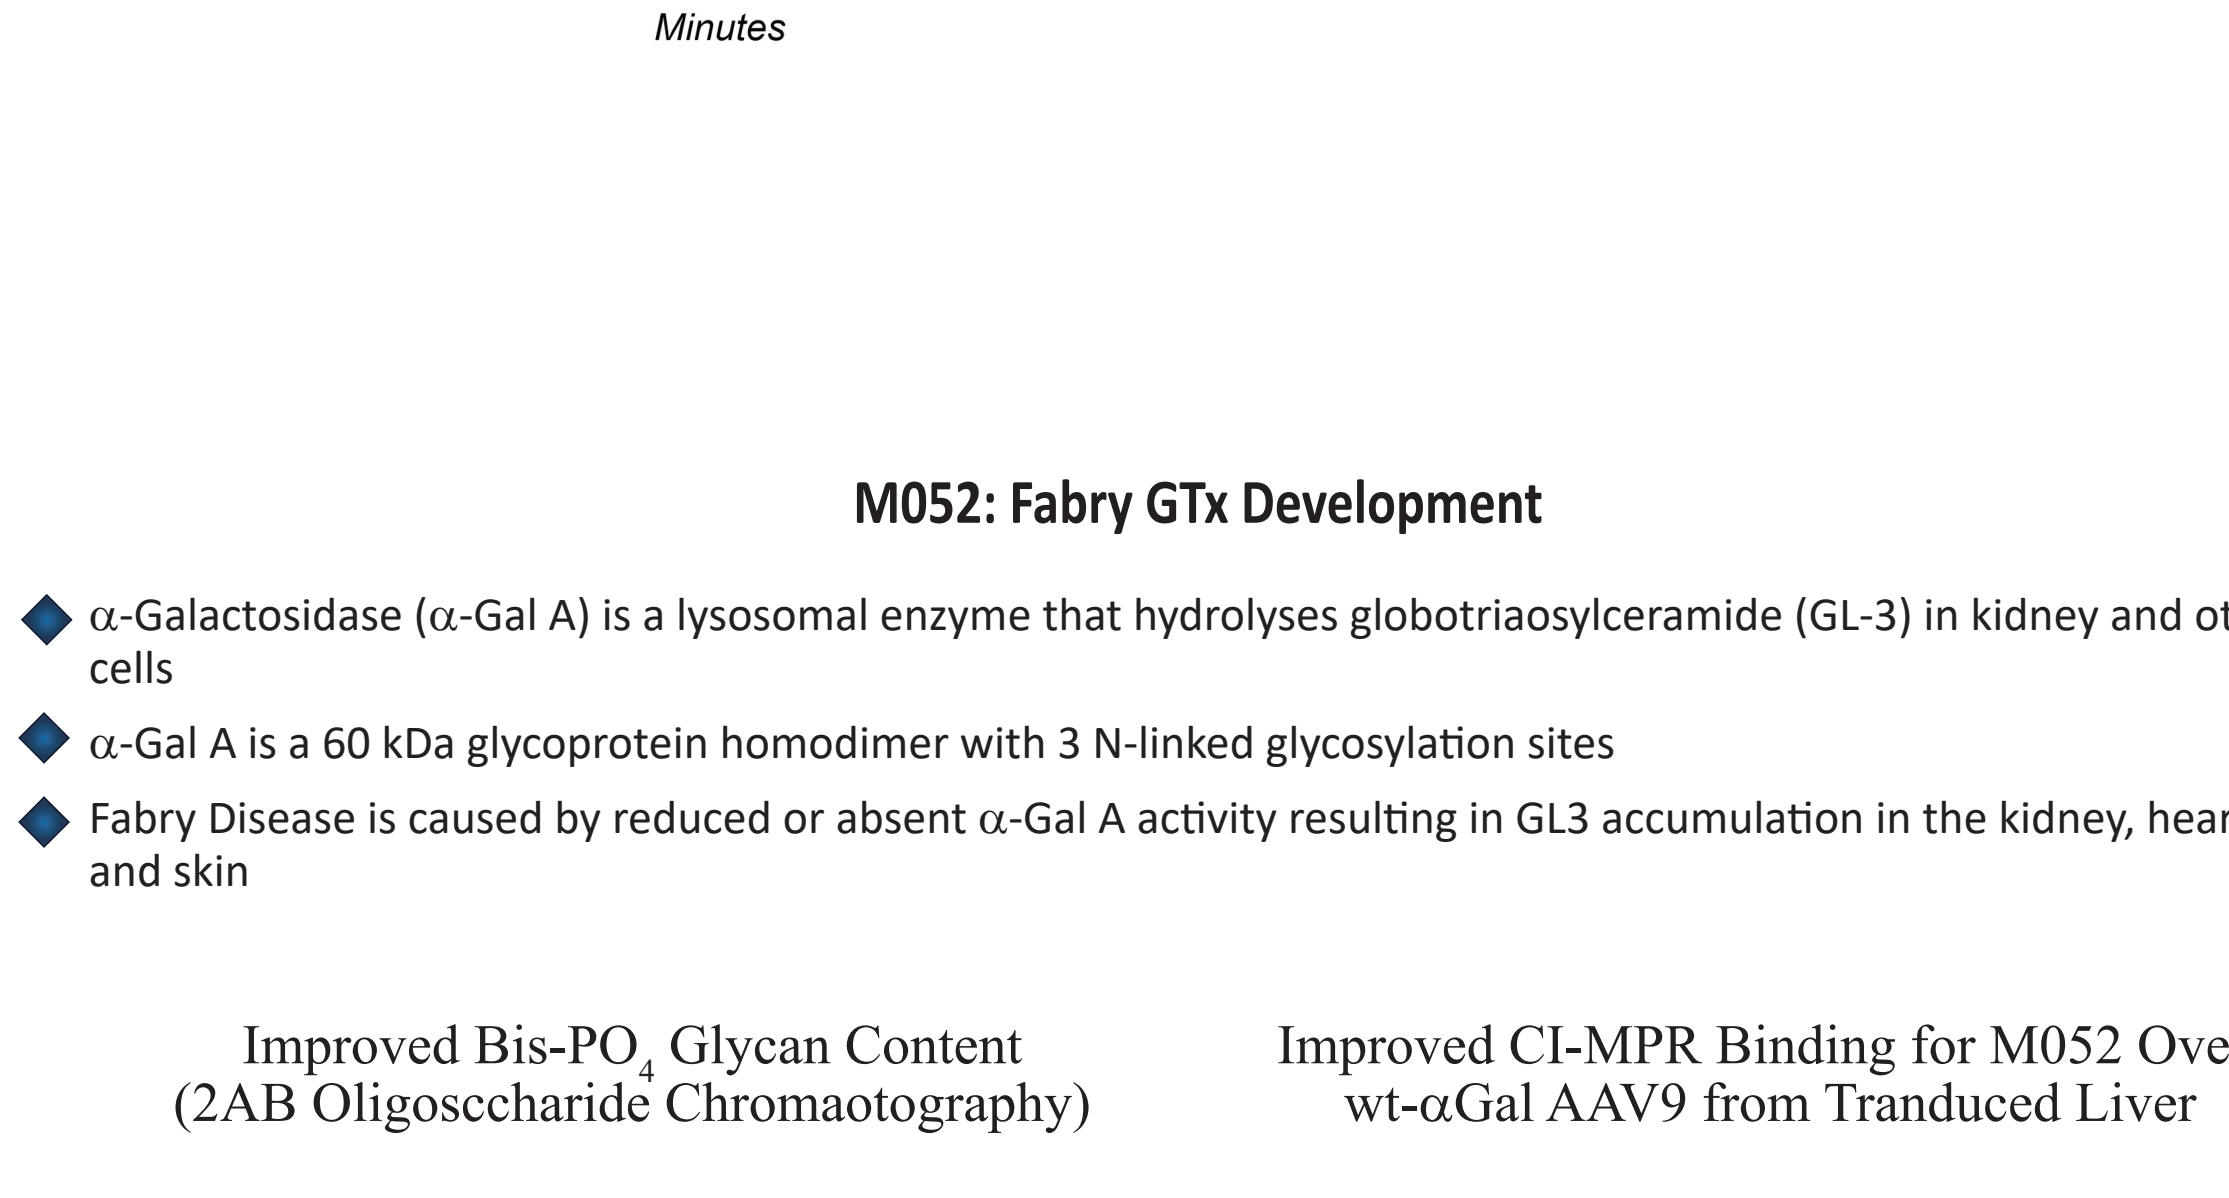 Minutes
M052: Fabry GTx Development
α-Galactosidase (α-Gal A) is a lysosomal enzyme that hydrolyses globotriaosylceramide (GL-3) in kidney and
cells
α-Gal A is a 60 kDa glycoprotein homodimer with 3 N-linked glycosylation sites
Fabry Disease is caused by reduced or absent α-Gal A activity resulting in GL3 accumulation in the kidney,
and skin
Improved Bis-PO₄ Glycan Content
(2AB Oligosccharide Chromaotography)
Improved CI-MPR Binding for M052
wt-αGal AAV9 from Tranduced Liver